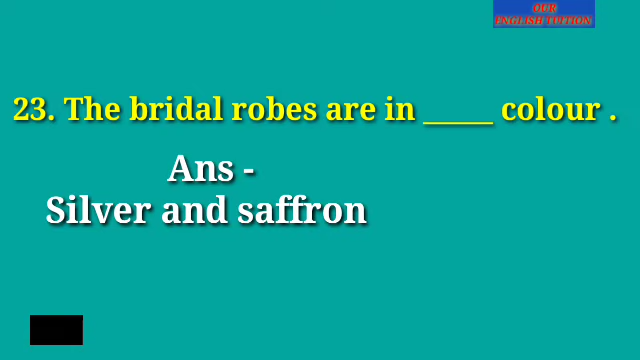 OUR
ENGLISH TUITION
23. The bridal robes are in _____ colour .
Ans -
Silver and saffron